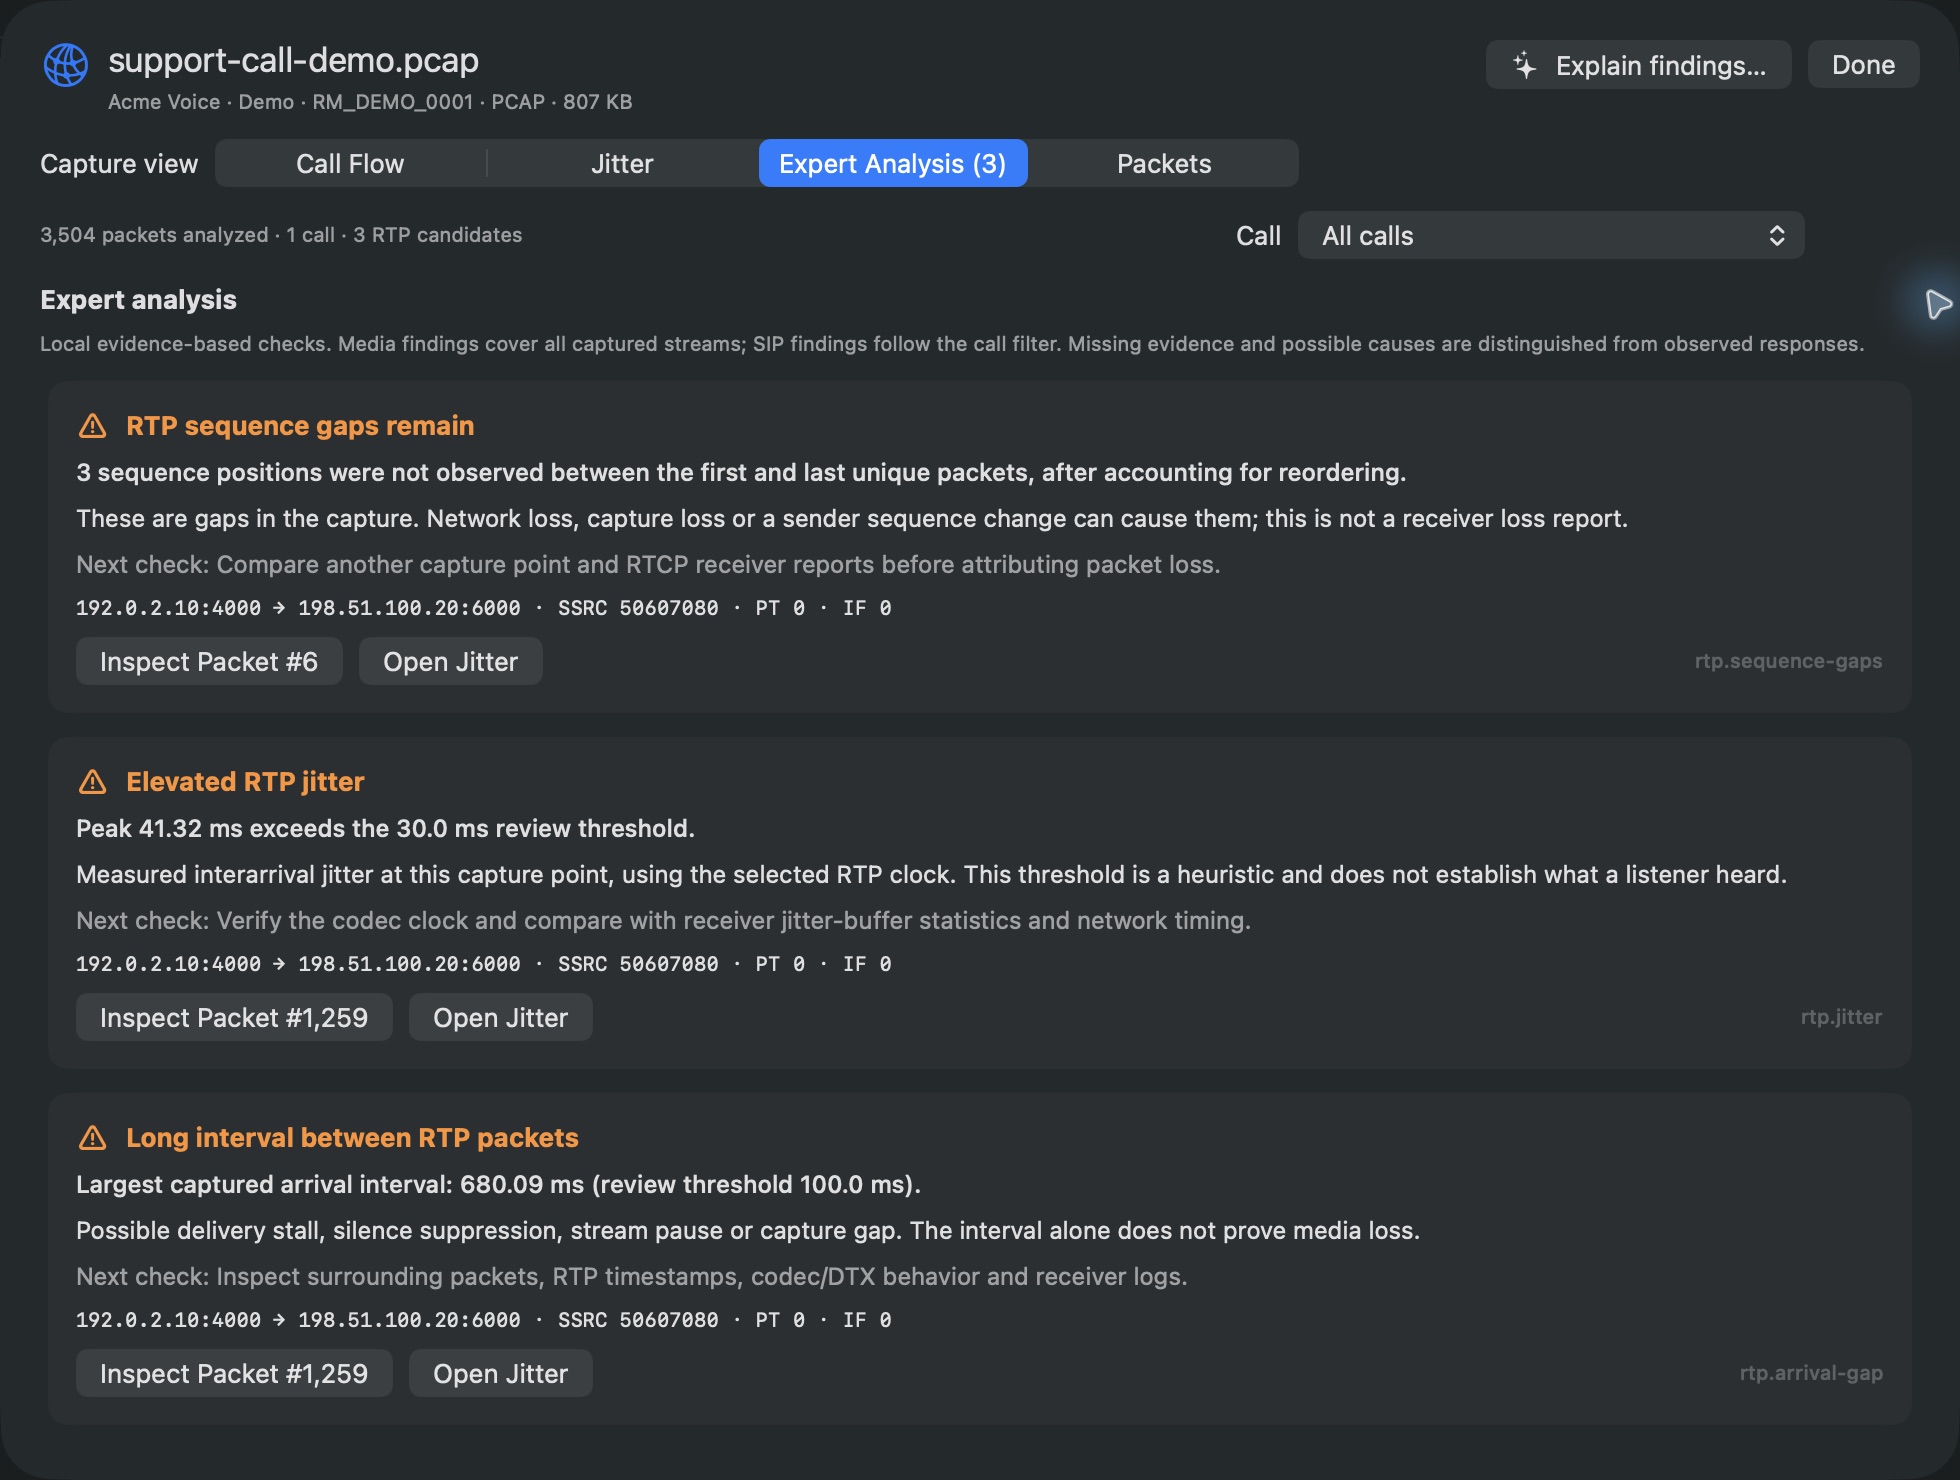 support-call-demo.pcap
Acme Voice · Demo · RM_DEMO_0001 · PCAP · 807 KB
Explain findings...
Done
Capture view
Call Flow
Jitter
Expert Analysis (3)
Packets
3,504 packets analyzed · 1 call · 3 RTP candidates
Call
All calls
Expert analysis
Local evidence-based checks. Media findings cover all captured streams; SIP findings follow the call filter. Missing evidence and possible causes are distinguished from observed responses.
RTP sequence gaps remain
3 sequence positions were not observed between the first and last unique packets, after accounting for reordering.
These are gaps in the capture. Network loss, capture loss or a sender sequence change can cause them; this is not a receiver loss report.
Next check: Compare another capture point and RTCP receiver reports before attributing packet loss.
192.0.2.10:4000 → 198.51.100.20:6000 · SSRC 50607080 · PT 0 · IF 0
Inspect Packet #6
Open Jitter
rtp.sequence-gaps
Elevated RTP jitter
Peak 41.32 ms exceeds the 30.0 ms review threshold.
Measured interarrival jitter at this capture point, using the selected RTP clock. This threshold is a heuristic and does not establish what a listener heard.
Next check: Verify the codec clock and compare with receiver jitter-buffer statistics and network timing.
192.0.2.10:4000 → 198.51.100.20:6000 · SSRC 50607080 · PT 0 · IF 0
Inspect Packet #1,259
Open Jitter
rtp.jitter
Long interval between RTP packets
Largest captured arrival interval: 680.09 ms (review threshold 100.0 ms).
Possible delivery stall, silence suppression, stream pause or capture gap. The interval alone does not prove media loss.
Next check: Inspect surrounding packets, RTP timestamps, codec/DTX behavior and receiver logs.
192.0.2.10:4000 → 198.51.100.20:6000 · SSRC 50607080 · PT 0 · IF 0
Inspect Packet #1,259
Open Jitter
rtp.arrival-gap